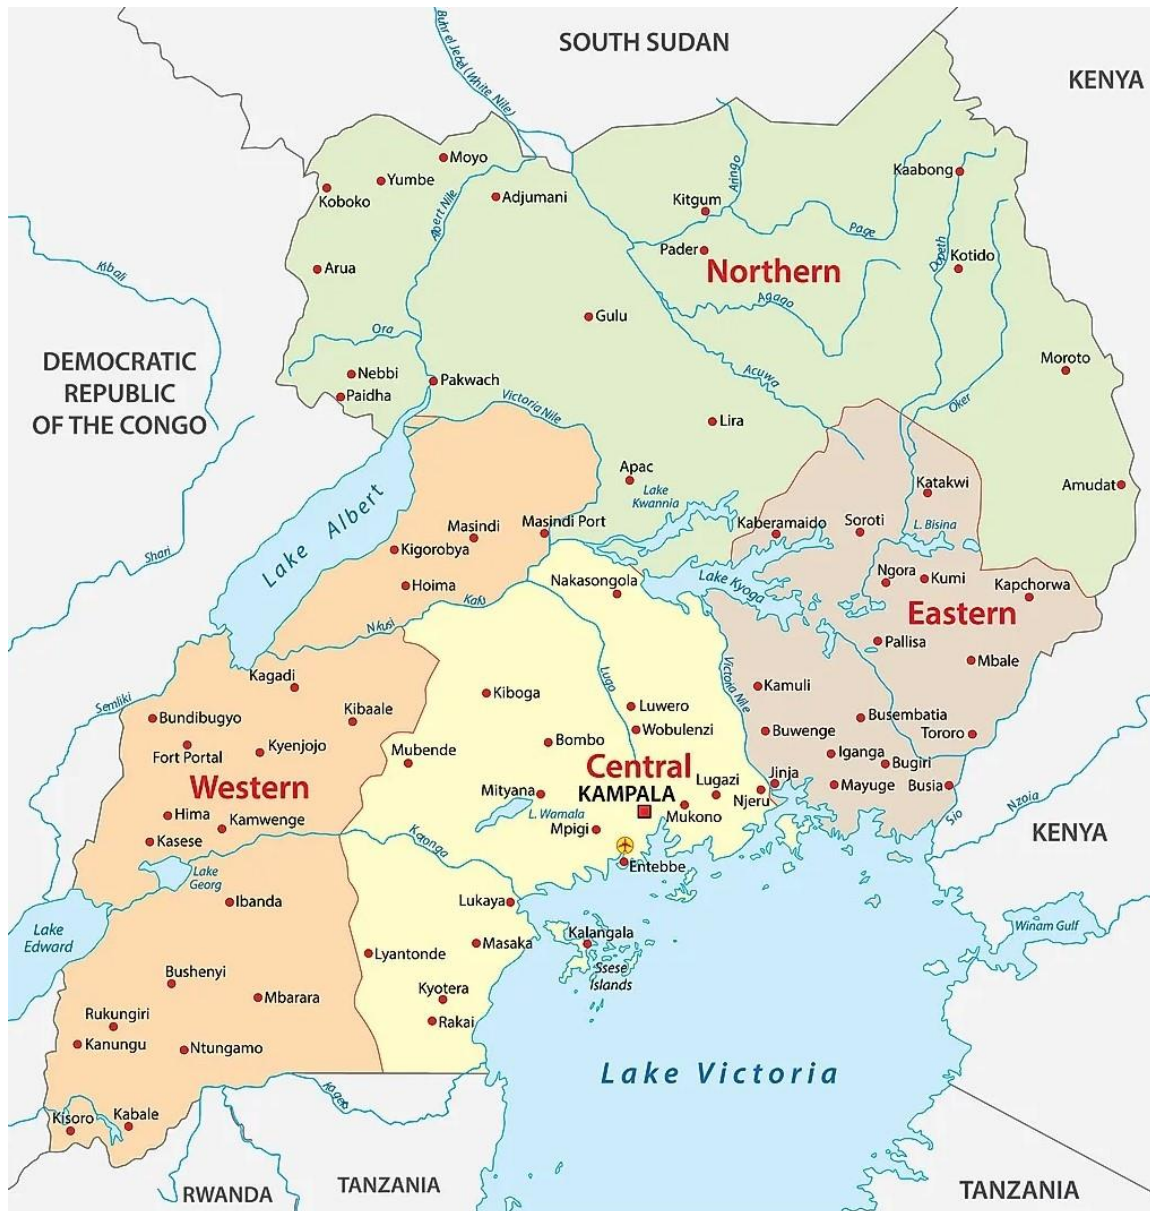 SOUTH SUDAN
KENYA
Buhr el Jebel (White Nile)
Moyo
Yumbe
Koboko
Albert Nile
Adjumani
Aringo
Kaabong
Kitgum
Page
Pader
Dopeth
Kotido
Northern
Kibali
Arua
Agago
Gulu
Ora
DEMOCRATIC
REPUBLIC
OF THE CONGO
Nebbi
Paidha
Pakwach
Acuwa
Moroto
Victoria Nile
Oker
Lira
Apac
Lake
Kwannia
Katakwi
Amudat
Lake Albert
Masindi
Masindi Port
Kaberamaido
Soroti
L. Bisina
Shari
Kigorobya
Hoima
Nakasongola
Lake Kyoga
Ngora
Kumi
Kapchorwa
Kafu
Nkusi
Eastern
Pallisa
Mbale
Kagadi
Semliki
Lugo
Victoria Nile
Kiboga
Kamuli
Bundibugyo
Kibaale
Luwero
Busembatia
Wobulenzi
Buwenge
Tororo
Fort Portal
Kyenjojo
Mubende
Bombo
Iganga
Bugiri
Western
Central
Mityana
KAMPALA
Lugazi
Jinja
Mayuge
Busia
Njeru
Nzoia
Hima
L. Wamala
Mukono
Sio
Kamwenge
Mpigi
KENYA
Kasese
Kaonga
Entebbe
Lake
Georg
Ibanda
Lukaya
Lake
Edward
Kalangala
Winam Gulf
Lyantonde
Masaka
Ssese
Islands
Bushenyi
Kyotera
Mbarara
Rukungiri
Rakai
Kanungu
Ntungamo
Lake Victoria
Kagera
Kisoro
Kabale
RWANDA
TANZANIA
TANZANIA